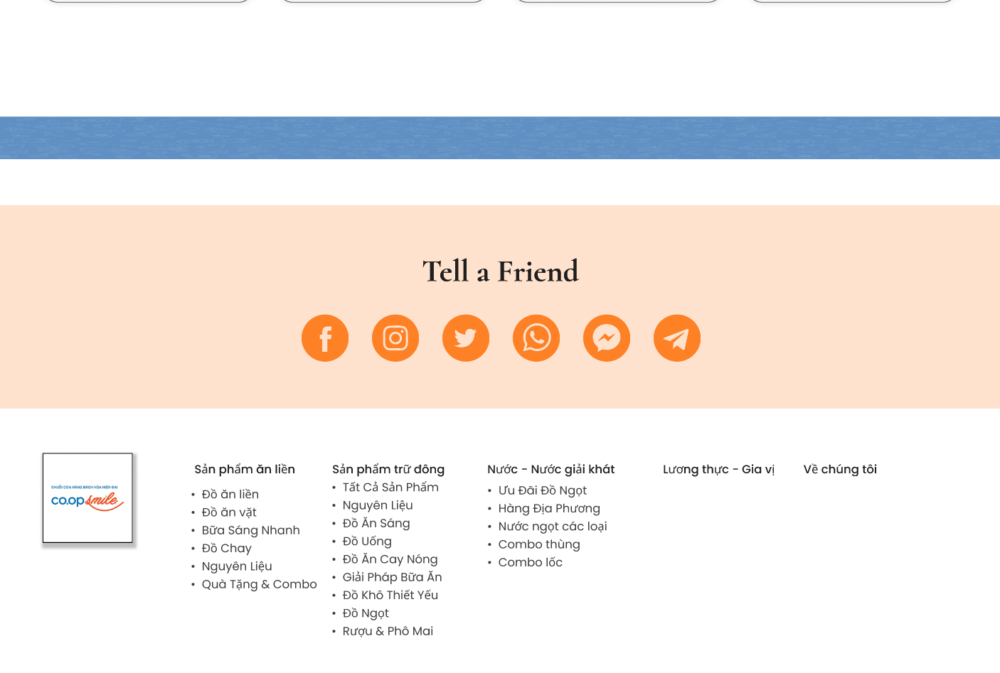 Tell a Friend
CHUỖI CỬA HÀNG BÁCH HÓA HIỆN ĐẠI
co.op smile
Sản phẩm ăn liền
• Đồ ăn liền
• Đồ ăn vặt
• Bữa Sáng Nhanh
• Đồ Chay
• Nguyên Liệu
• Quà Tặng & Combo
Sản phẩm trữ đông
• Tất Cả Sản Phẩm
• Nguyên Liệu
• Đồ Ăn Sáng
• Đồ Uống
• Đồ Ăn Cay Nóng
• Giải Pháp Bữa Ăn
• Đồ Khô Thiết Yếu
• Đồ Ngọt
• Rượu & Phô Mai
Nước - Nước giải khát
• Ưu Đãi Đồ Ngọt
• Hàng Địa Phương
• Nước ngọt các loại
• Combo thùng
• Combo lốc
Lương thực - Gia vị
Về chúng tôi